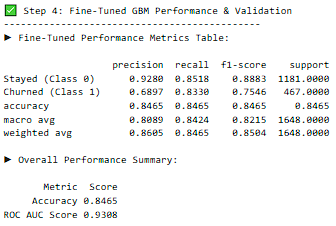 ✅ Step 4: Fine-Tuned GBM Performance & Validation
--------------------------------------------
► Fine-Tuned Performance Metrics Table:
precision recall f1-score support
Stayed (Class 0) 0.9280 0.8518 0.8883 1181.0000
Churned (Class 1) 0.6897 0.8330 0.7546 467.0000
accuracy 0.8465 0.8465 0.8465 0.8465
macro avg 0.8089 0.8424 0.8215 1648.0000
weighted avg 0.8605 0.8465 0.8504 1648.0000
► Overall Performance Summary:
Metric Score
Accuracy 0.8465
ROC AUC Score 0.9308